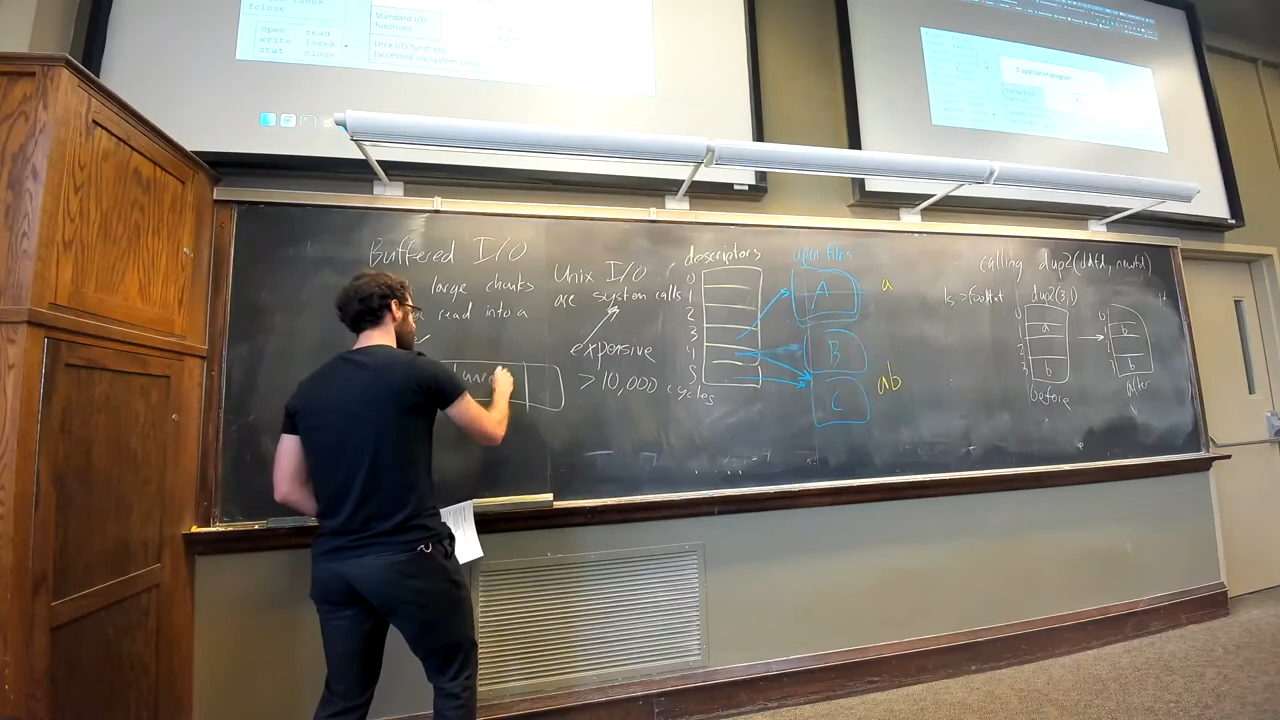 fclose
open read
write lseek
stat close
Standard I/O
functions
Unix I/O functions
(accessed via system calls)
Buffered I/O
large chunks
read into a
Unix I/O
are system calls
expensive
>10,000 cycles
descriptors
0
1
2
3
4
5
open files
A
B
C
a
ab
calling dup2(oldfd, newfd)
ls > foo.txt
dup2(3,1)
0
1
2
3
a
b
before
0
1
2
3
b
b
after